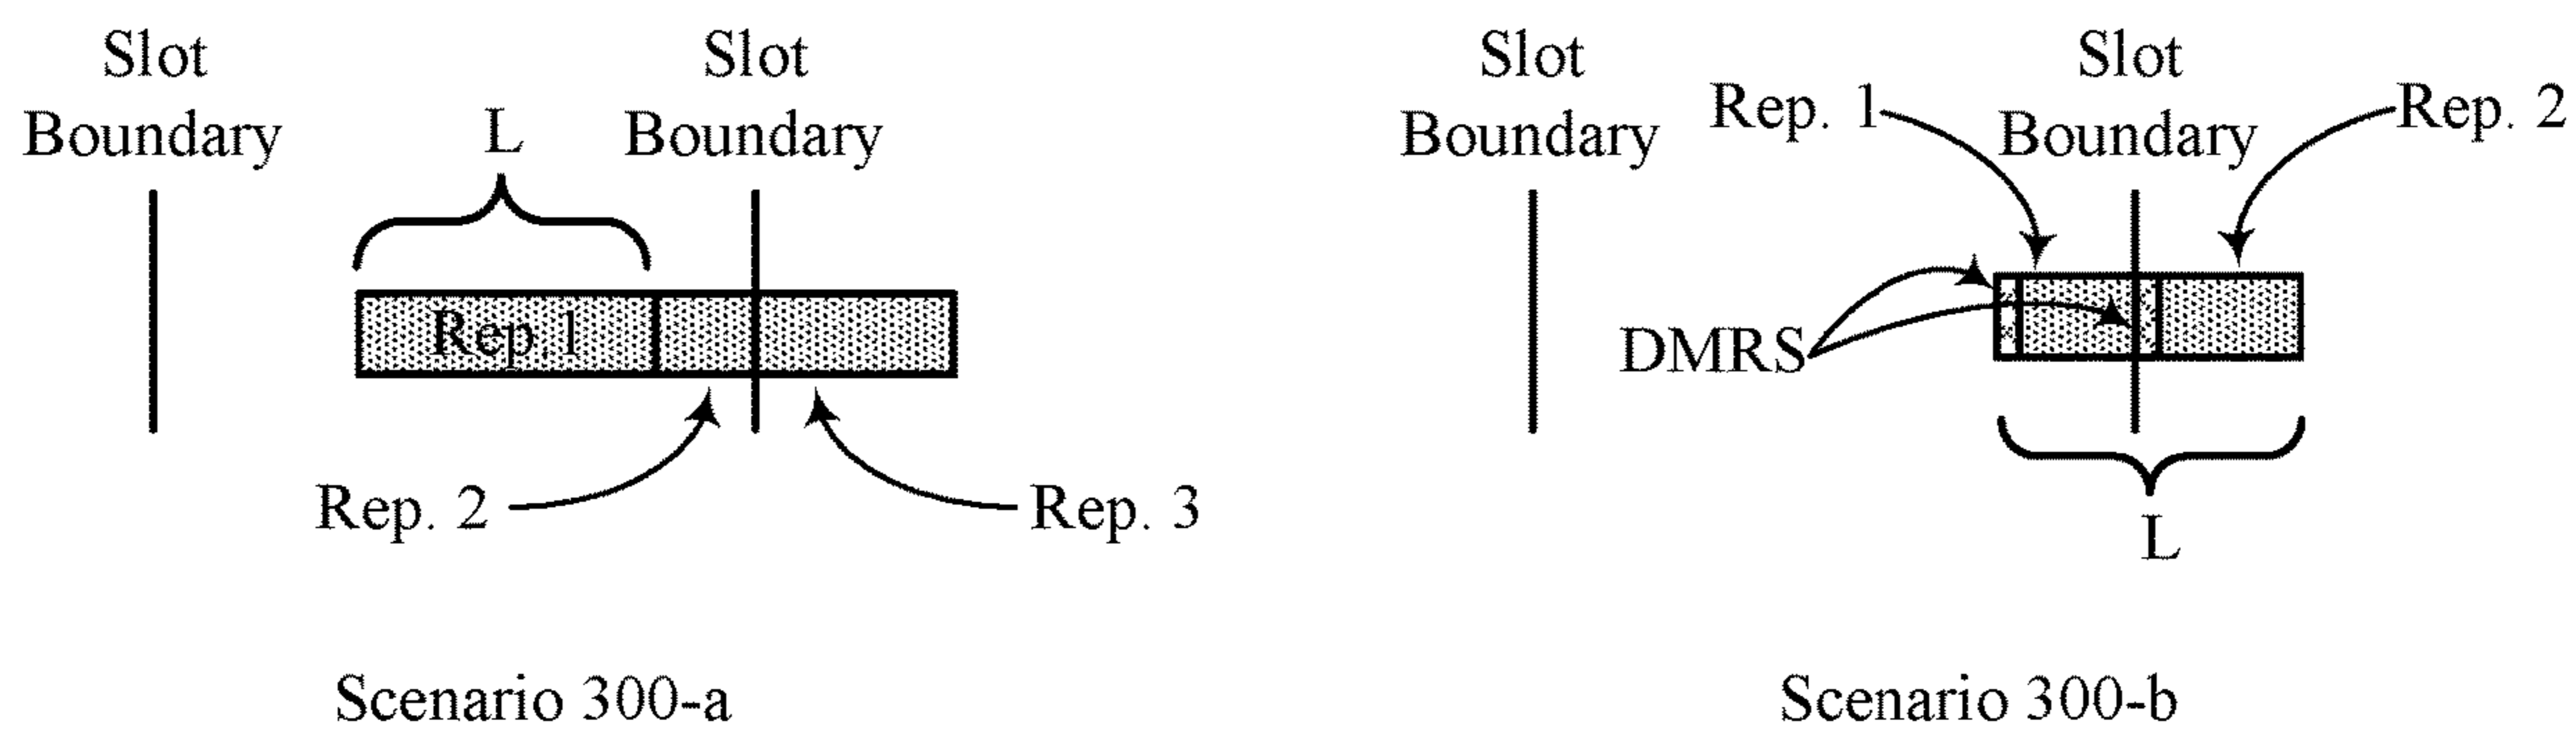 Slot
Boundary
L
Slot
Boundary
Rep. 1
Rep. 2
Rep. 3
Scenario 300-a
Slot
Boundary
Rep. 1
Slot
Boundary
Rep. 2
DMRS
L
Scenario 300-b